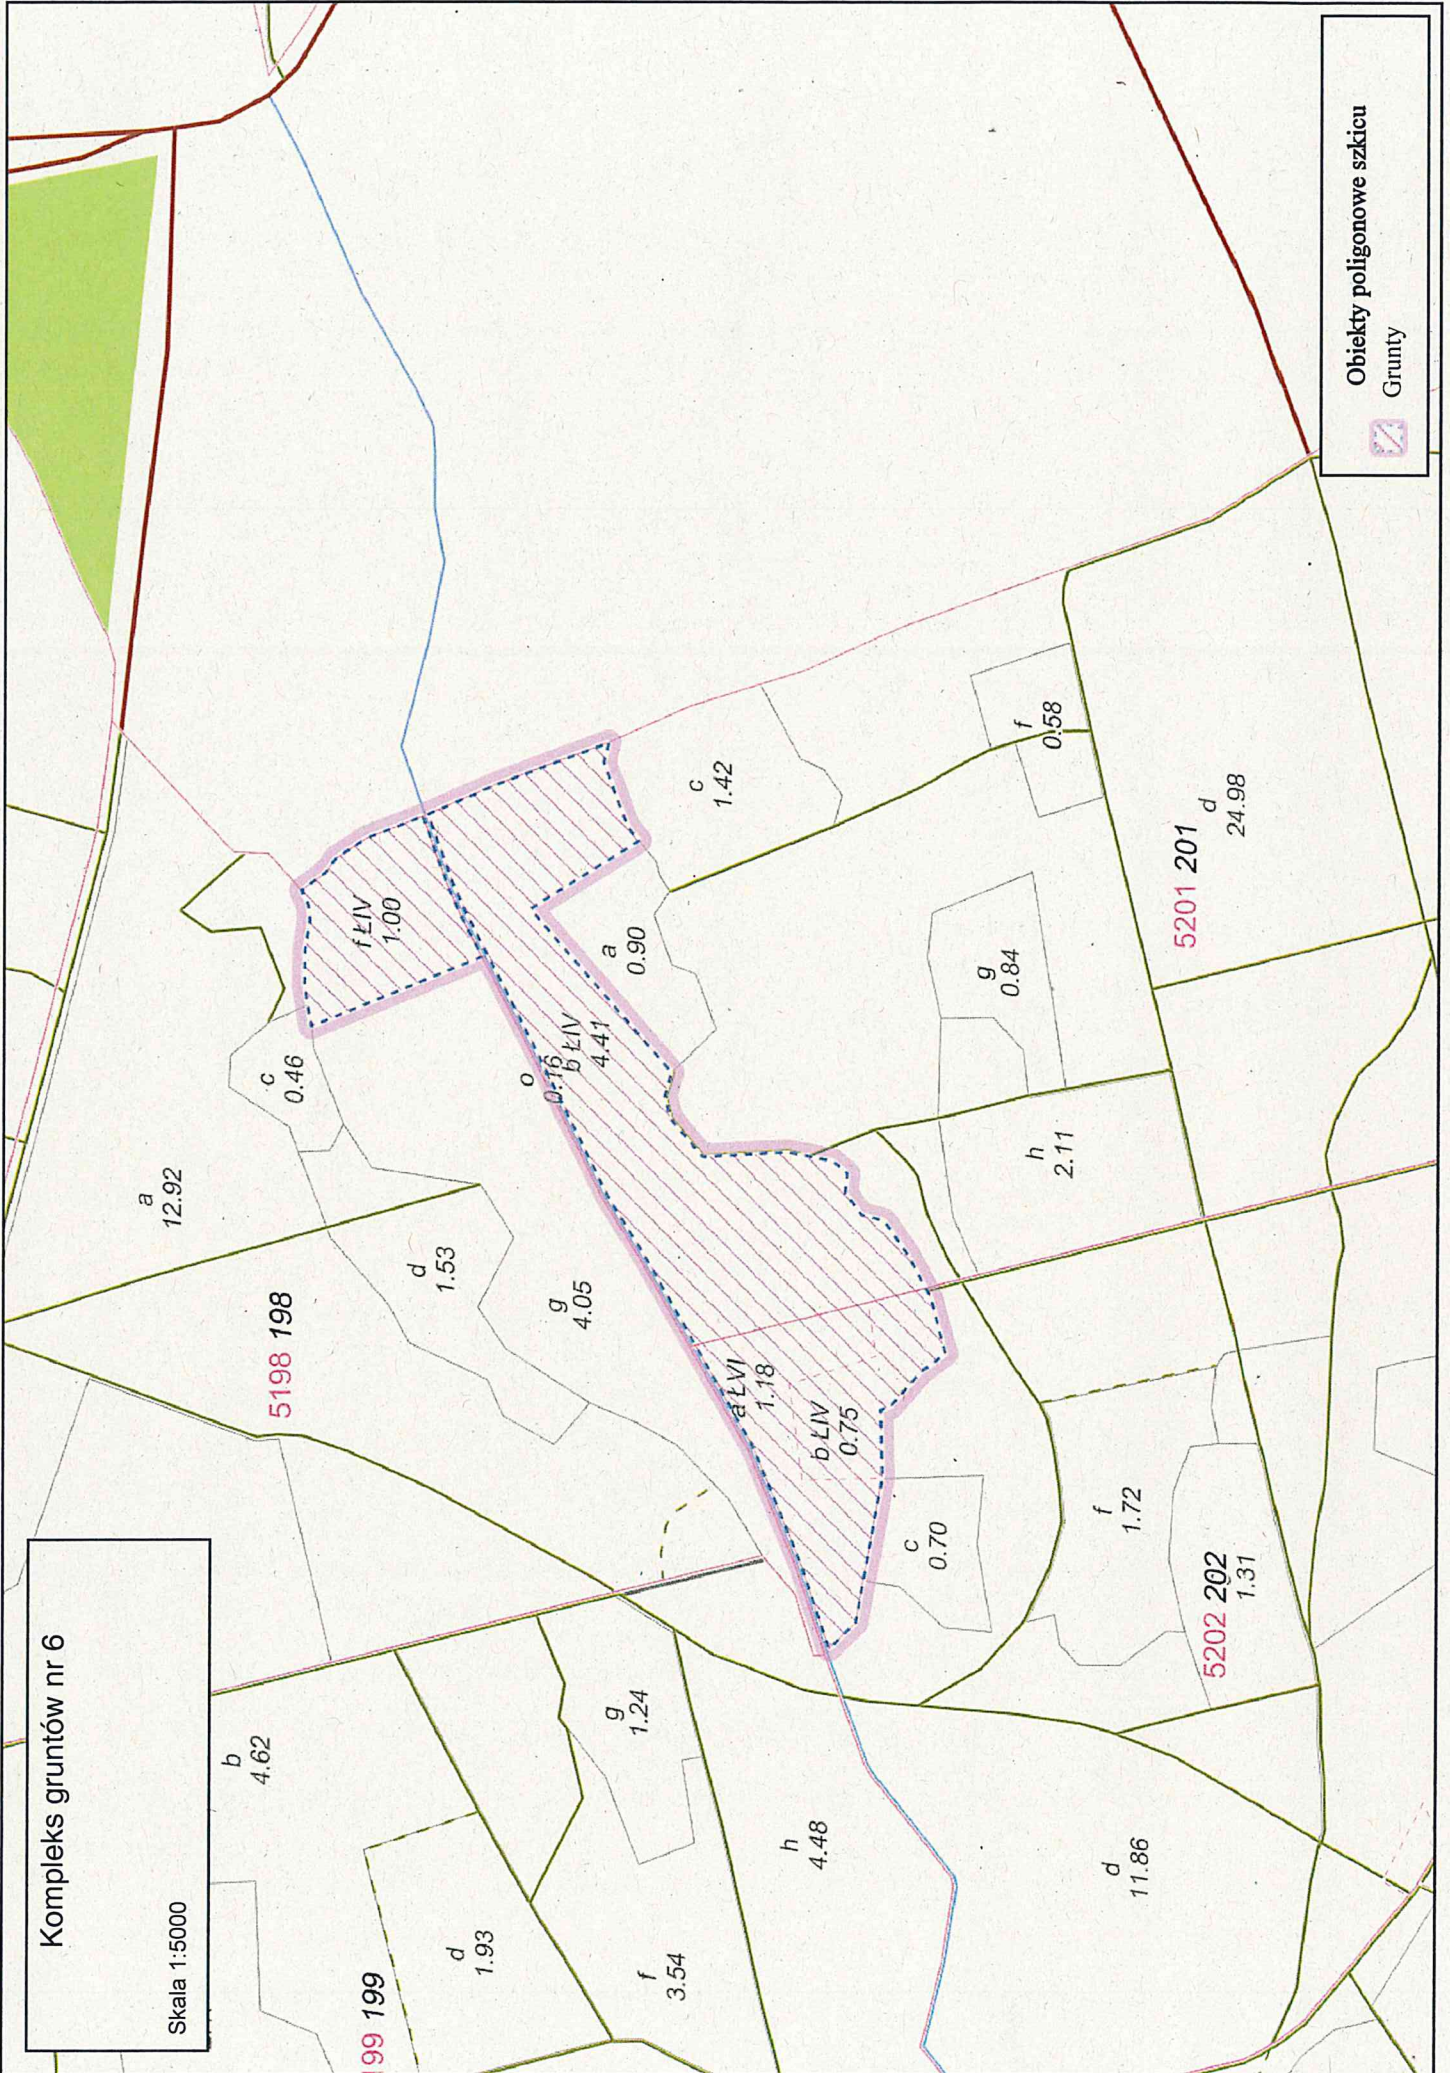 Kompleks gruntów nr 6
Skala 1:5000
Obiekty poligonowe szkicu
Grunty
a
12.92
5198 198
c
0.46
f ŁIV
1.00
d
1.53
g
4.05
o
0.16
b ŁIV
4.41
a
0.90
c
1.42
f
0.58
d
24.98
5201 201
g
0.84
h
2.11
a ŁVI
1.18
b ŁIV
0.75
c
0.70
f
1.72
5202 202
1.31
b
4.62
g
1.24
h
4.48
d
11.86
d
1.93
f
3.54
199 199